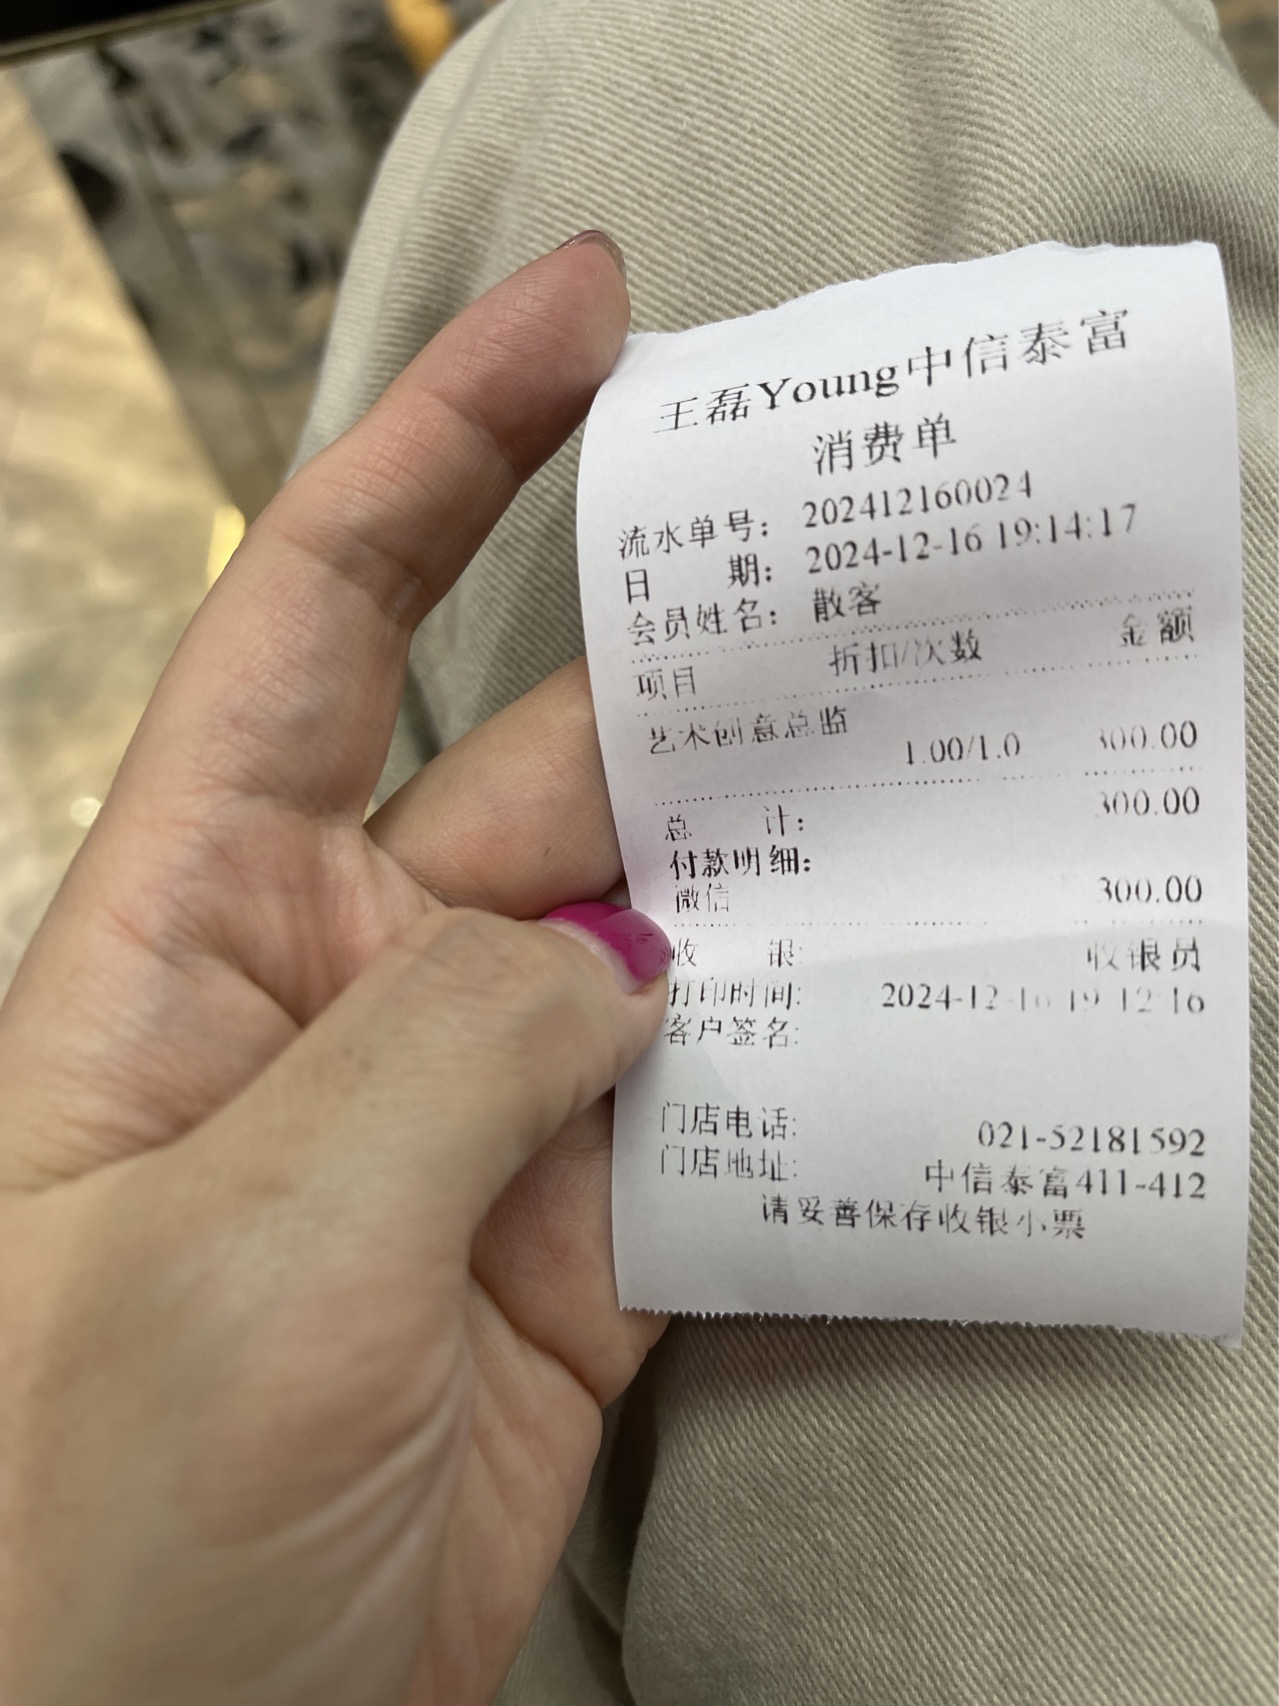 王磊Young中信泰富
消费单
流水单号: 202412160024
日 期: 2024-12-16 19:14:17
会员姓名: 散客
项目 折扣/次数 金额
艺术创意总监
1.00/1.0 300.00
总 计: 300.00
付款明细:
微信 300.00
收 银: 收银员
打印时间: 2024-12-16 19:12:16
客户签名:
门店电话: 021-52181592
门店地址: 中信泰富411-412
请妥善保存收银小票